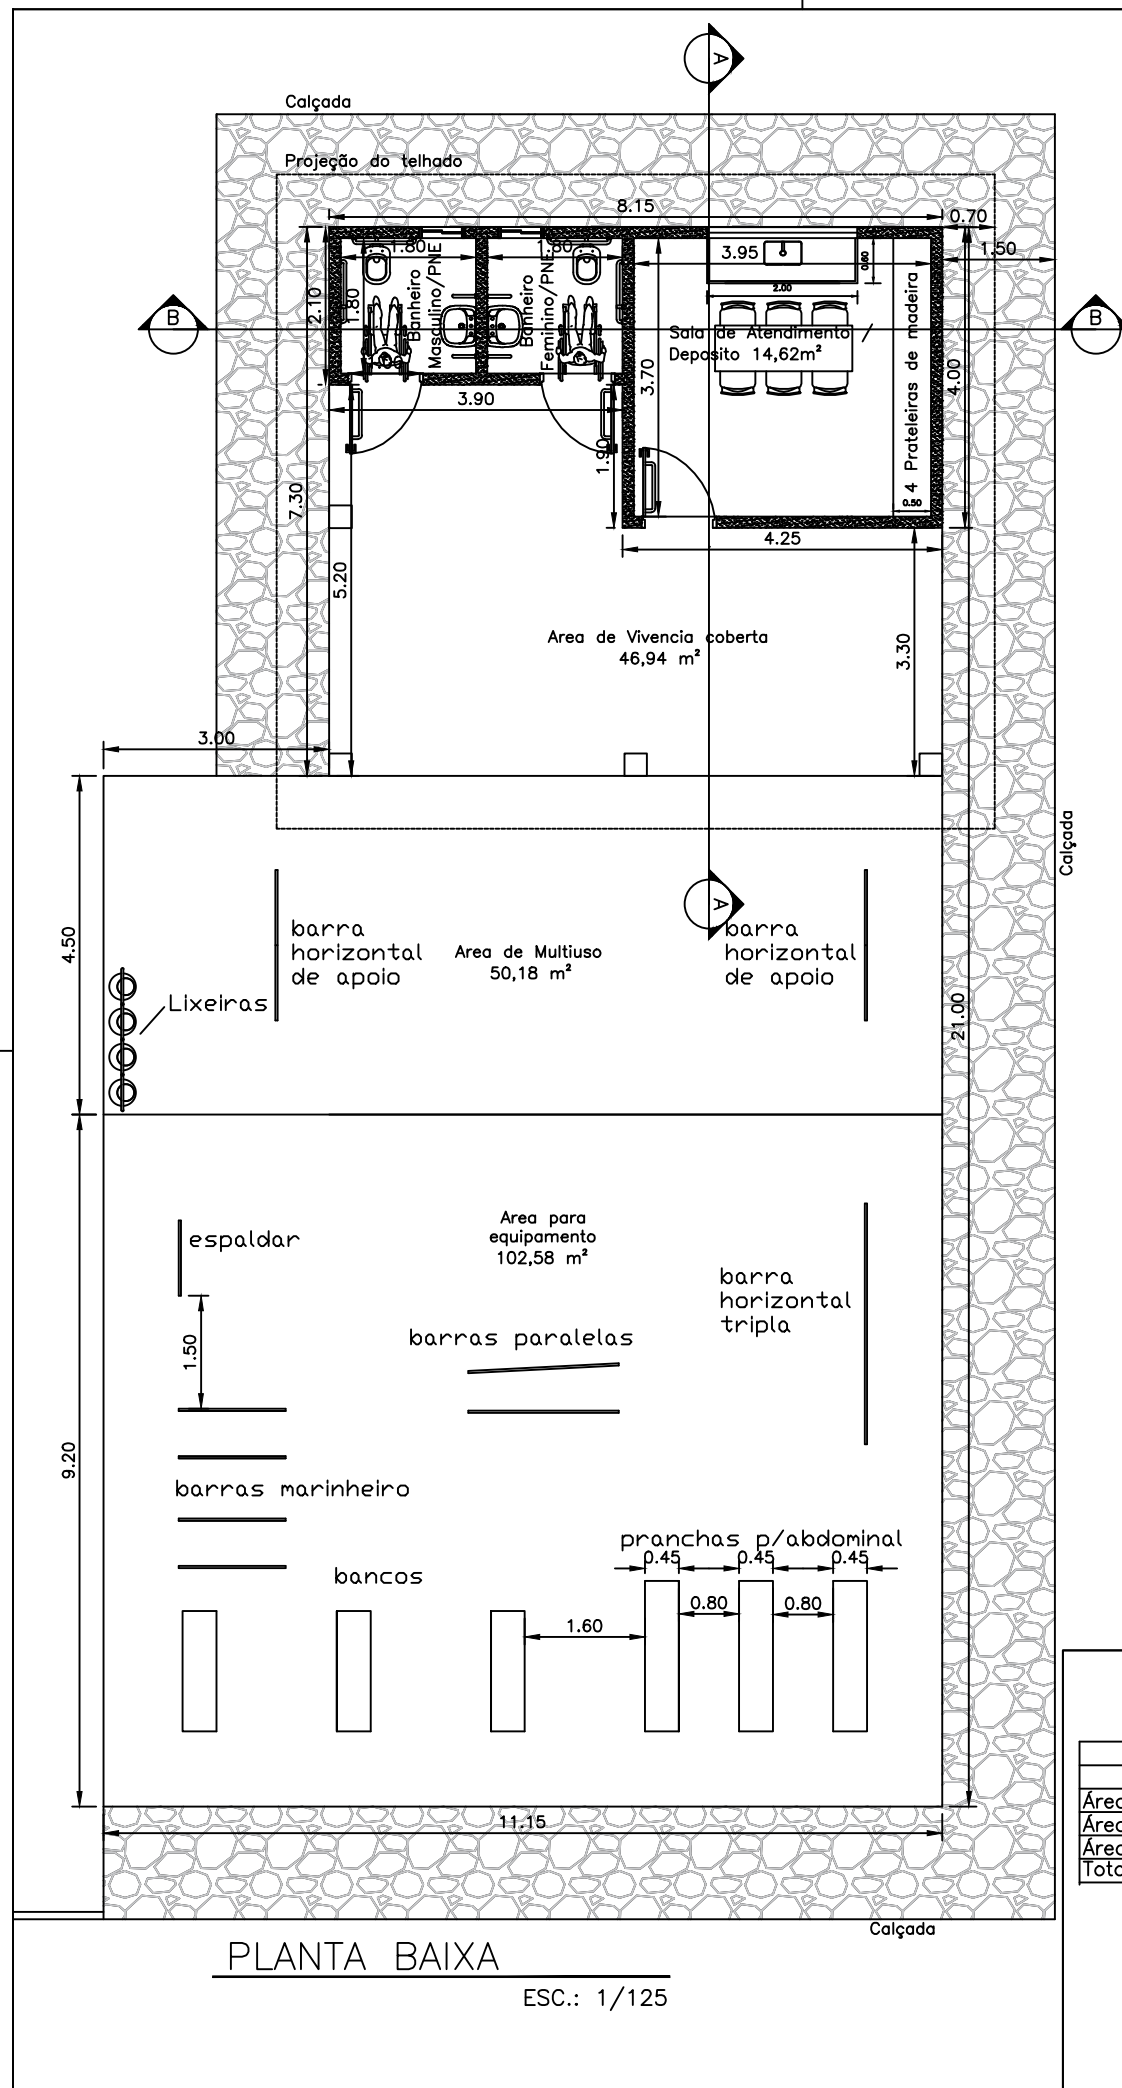 A
Calçada
Projeção do telhado
8.15
0.70
1.80
1.80
3.95
1.50
0.60
2.00
2.10
1.80
Banheiro
Masculino/PNE
Banheiro
Feminino/PNE
B
B
Sala de Atendimento /
Deposito 14,62m²
4 Prateleiras de madeira
3.70
4.00
3.90
1.90
0.50
7.30
4.25
5.20
Area de Vivencia coberta
46,94 m²
3.30
3.00
Calçada
A
4.50
barra
horizontal
de apoio
Area de Multiuso
50,18 m²
barra
horizontal
de apoio
Lixeiras
21.00
espaldar
Area para
equipamento
102,58 m²
barra
horizontal
tripla
1.50
barras paralelas
9.20
barras marinheiro
pranchas p/abdominal
0.45
0.45
0.45
bancos
0.80
0.80
1.60
11.15
Área
Área
Área
Calçada
PLANTA BAIXA
ESC.: 1/125